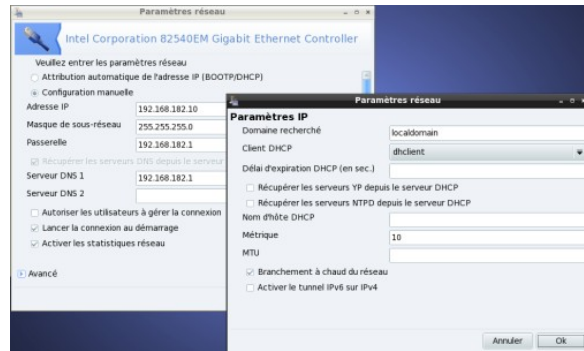 Paramètres réseau
Intel Corporation 82540EM Gigabit Ethernet Controller
Veuillez entrer les paramètres réseau
Attribution automatique de l'adresse IP (BOOTP/DHCP)
Configuration manuelle
Adresse IP 192.168.182.10
Masque de sous-réseau 255.255.255.0
Passerelle 192.168.182.1
Récupérer les serveurs DNS depuis le serveur
Serveur DNS 1 192.168.182.1
Serveur DNS 2
Autoriser les utilisateurs à gérer la connexion
Lancer la connexion au démarrage
Activer les statistiques réseau
Avancé
Paramètres réseau
Paramètres IP
Domaine recherché localdomain
Client DHCP dhclient
Délai d'expiration DHCP (en sec.)
Récupérer les serveurs YP depuis le serveur DHCP
Récupérer les serveurs NTPD depuis le serveur DHCP
Nom d'hôte DHCP
Métrique 10
MTU
Branchement à chaud du réseau
Activer le tunnel IPv6 sur IPv4
Annuler Ok